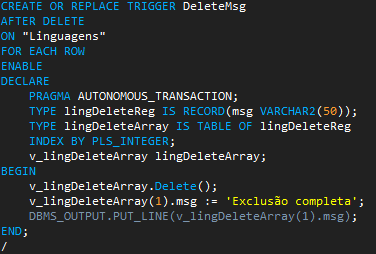 CREATE OR REPLACE TRIGGER DeleteMsg
AFTER DELETE
ON "Linguagens"
FOR EACH ROW
ENABLE
DECLARE
    PRAGMA AUTONOMOUS_TRANSACTION;
    TYPE lingDeleteReg IS RECORD(msg VARCHAR2(50));
    TYPE lingDeleteArray IS TABLE OF lingDeleteReg
    INDEX BY PLS_INTEGER;
    v_lingDeleteArray lingDeleteArray;
BEGIN
    v_lingDeleteArray.Delete();
    v_lingDeleteArray(1).msg := 'Exclusão completa';
    DBMS_OUTPUT.PUT_LINE(v_lingDeleteArray(1).msg);
END;
/